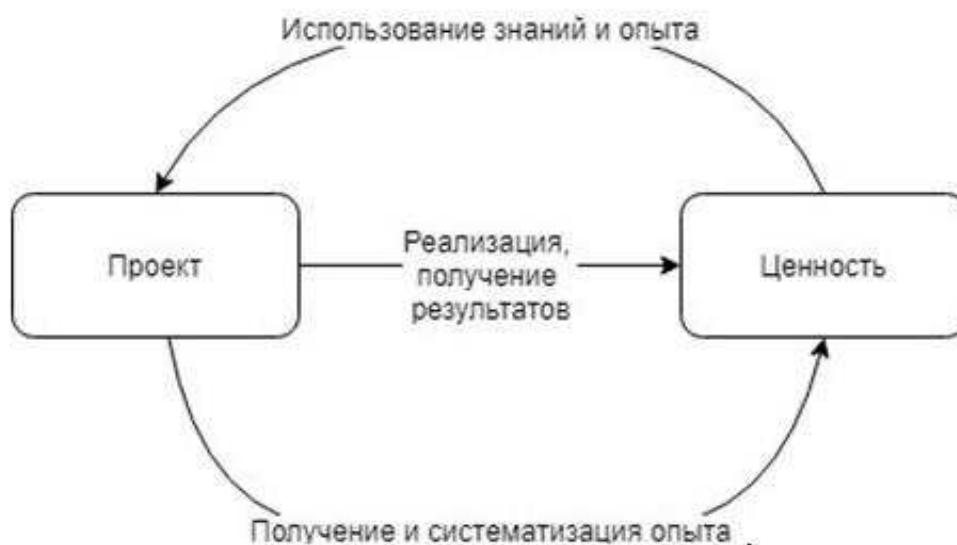 Использование знаний и опыта
Проект
Реализация,
получение
результатов
Ценность
Получение и систематизация опыта